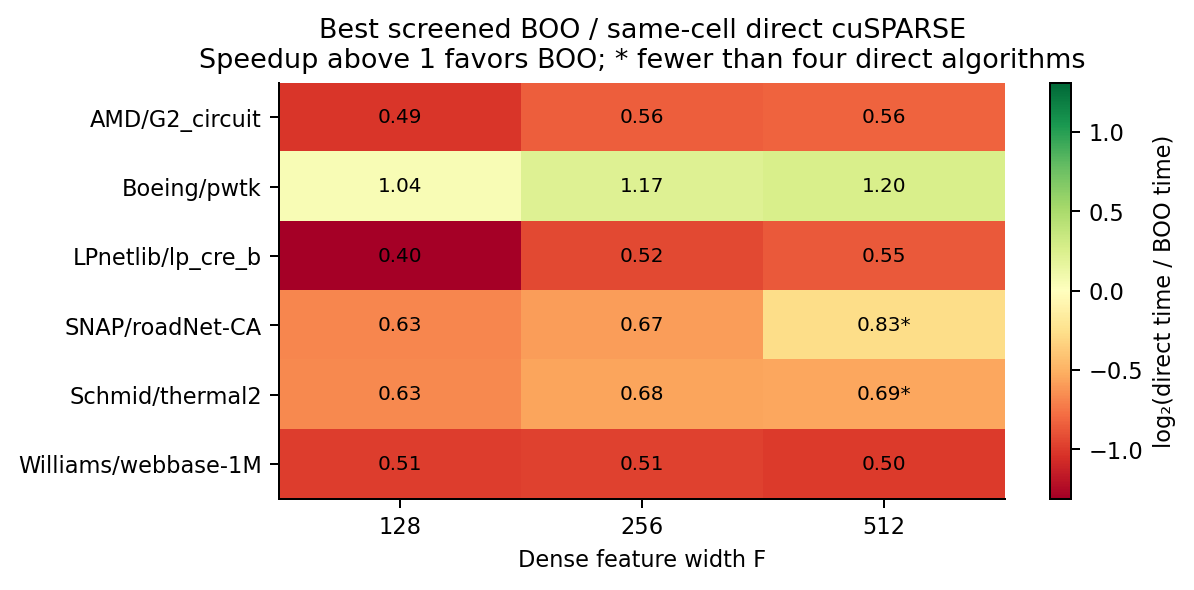 Best screened BOO / same-cell direct cuSPARSE
Speedup above 1 favors BOO; * fewer than four direct algorithms
AMD/G2_circuit 0.49 0.56 0.56
Boeing/pwtk 1.04 1.17 1.20
LPnetlib/lp_cre_b 0.40 0.52 0.55
SNAP/roadNet-CA 0.63 0.67 0.83*
Schmid/thermal2 0.63 0.68 0.69*
Williams/webbase-1M 0.51 0.51 0.50
128 256 512
Dense feature width F
1.0
0.5
0.0
−0.5
−1.0
log₂(direct time / BOO time)